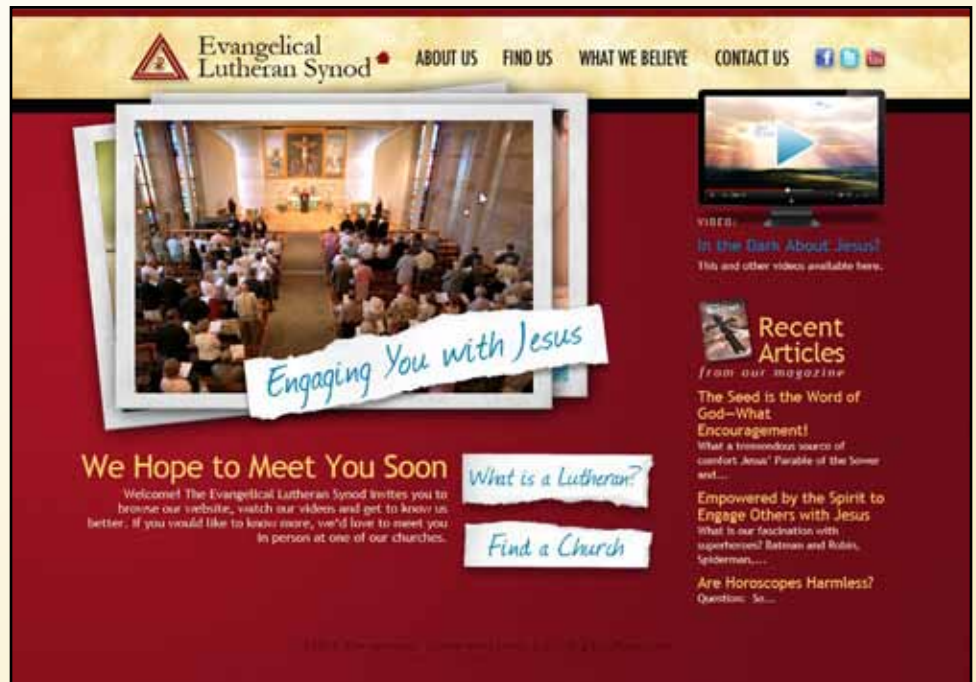 Evangelical
Lutheran Synod
ABOUT US
FIND US
WHAT WE BELIEVE
CONTACT US
VIDEO:
In the Dark About Jesus?
This and other videos available here.
Engaging You with Jesus
Recent
Articles
from our magazine
The Seed is the Word of
God—What
Encouragement!
What a tremendous source of
comfort Jesus' Parable of the Sower
and...
We Hope to Meet You Soon
Welcome! The Evangelical Lutheran Synod invites you to
browse our website, watch our videos and get to know us
better. If you would like to know more, we'd love to meet you
in person at one of our churches.
What is a Lutheran?
Find a Church
Empowered by the Spirit to
Engage Others with Jesus
What is our fascination with
superheroes? Batman and Robin,
Spiderman,...
Are Horoscopes Harmless?
Question: So...